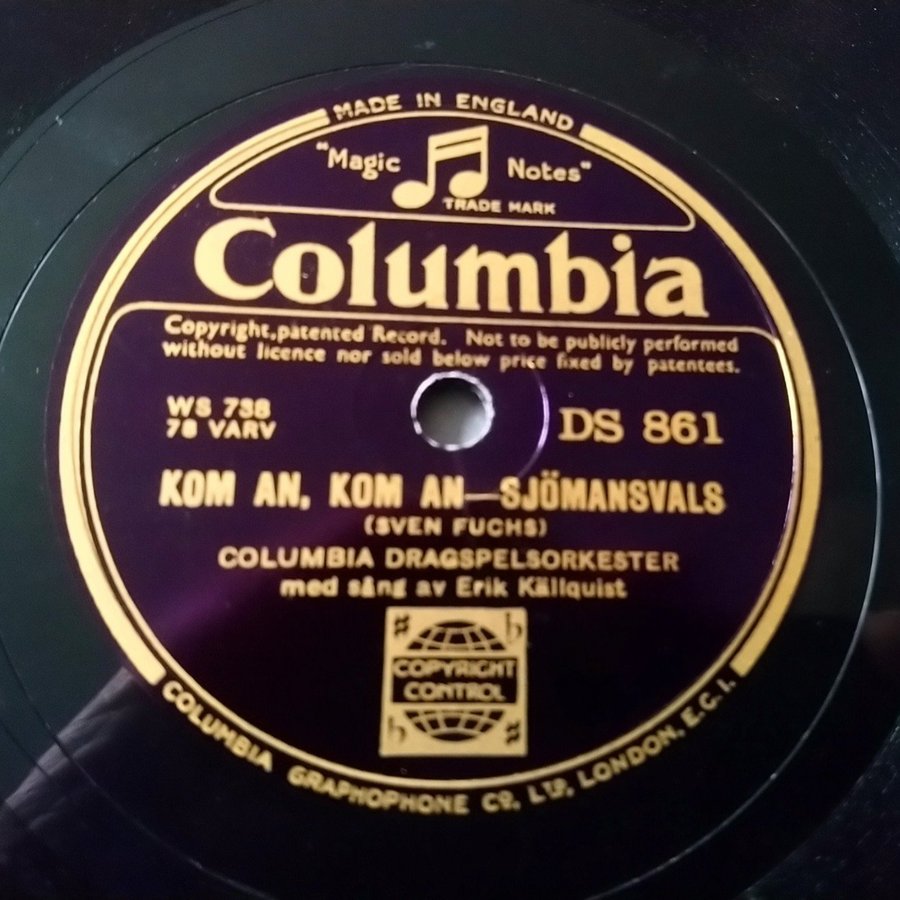 MADE IN ENGLAND
"Magic Notes"
TRADE MARK
Columbia
Copyright, patented Record. Not to be publicly performed
without licence nor sold below price fixed by patentees.
WS 738
78 VARV
DS 861
KOM AN, KOM AN—SJÖMANSVALS
(SVEN FUCHS)
COLUMBIA DRAGSPELSORKESTER
med sång av Erik Källquist
COPYRIGHT
CONTROL
COLUMBIA GRAPHOPHONE CO. LTD. LONDON, E.C.1.